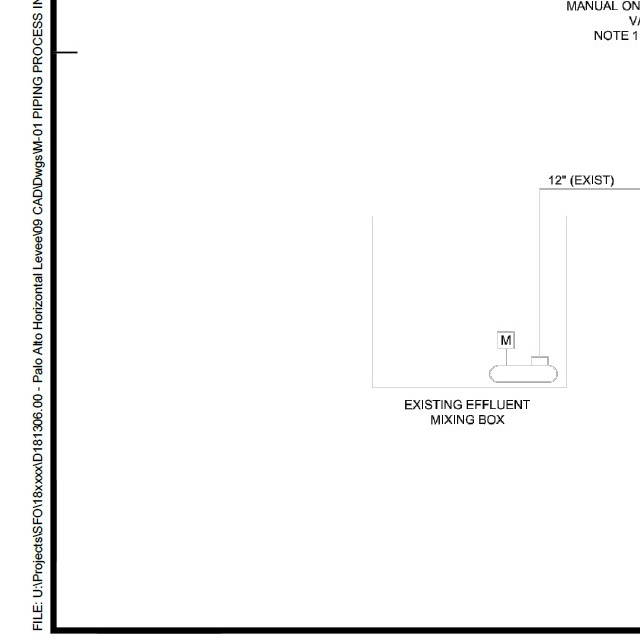 MANUAL ON
NOTE 1
12" (EXIST)
M
EXISTING EFFLUENT
MIXING BOX
FILE: U:\Projects\SFO\18xxxx\D181306.00 - Palo Alto Horizontal Levee\09 CAD\Dwgs\M-01 PIPING PROCESS